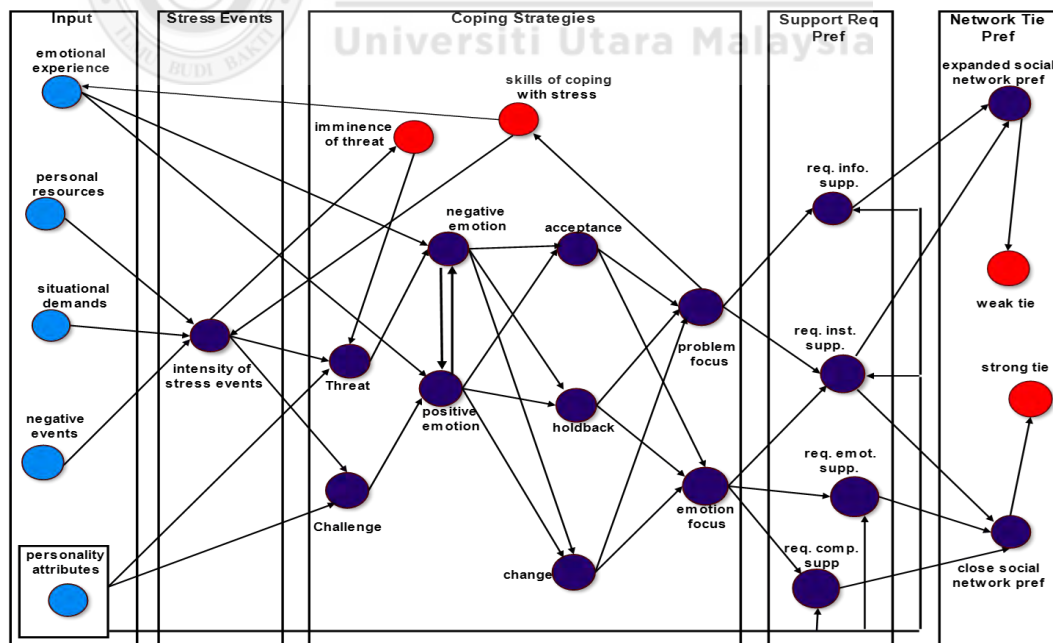 Input
Stress Events
Coping Strategies
Support Req
Pref
Network Tie
Pref
ILMU BUDI BAKTI
Universiti Utara Malaysia
emotional
experience
personal
resources
situational
demands
negative
events
personality
attributes
intensity of
stress events
imminence
of threat
skills of coping
with stress
negative
emotion
Threat
positive
emotion
Challenge
acceptance
holdback
change
problem
focus
emotion
focus
req. info.
supp.
req. inst.
supp.
req. emot.
supp.
req. comp.
supp
expanded social
network pref
weak tie
strong tie
close social
network pref